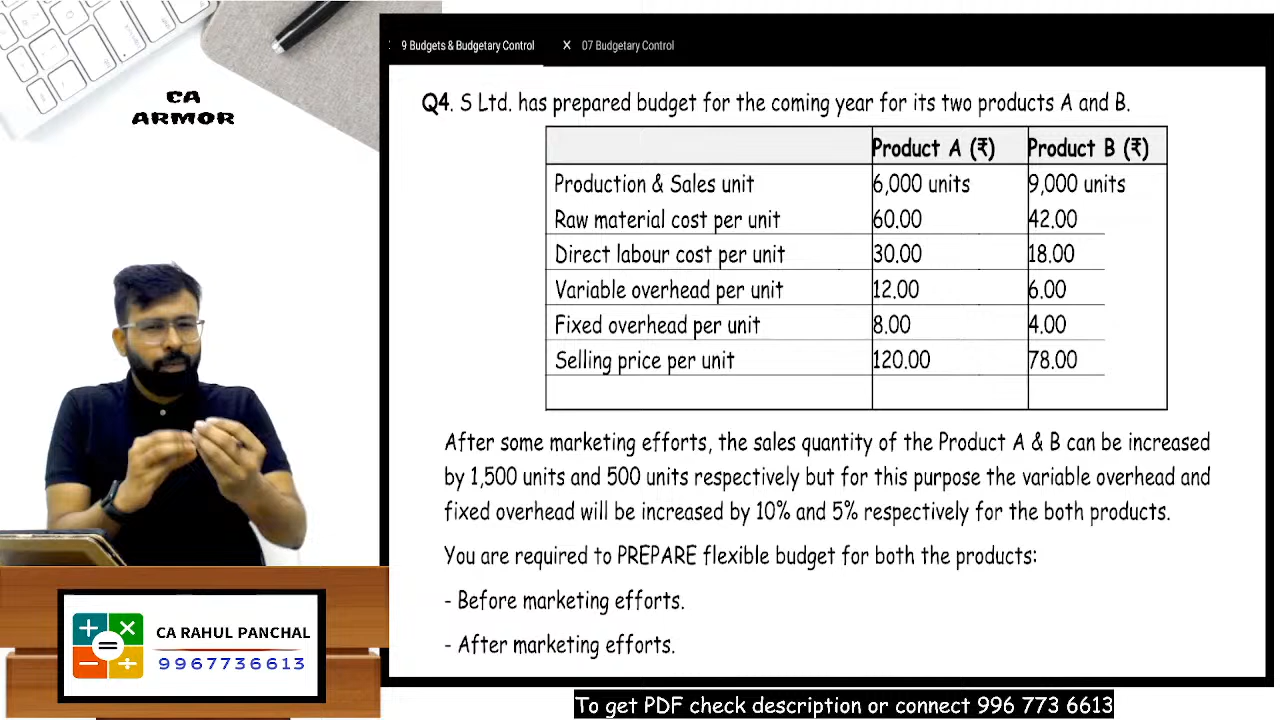 CA
ARMOR
9 Budgets & Budgetary Control
X
07 Budgetary Control
Q4. S Ltd. has prepared budget for the coming year for its two products A and B.
Product A (₹) Product B (₹)
Production & Sales unit 6,000 units 9,000 units
Raw material cost per unit 60.00 42.00
Direct labour cost per unit 30.00 18.00
Variable overhead per unit 12.00 6.00
Fixed overhead per unit 8.00 4.00
Selling price per unit 120.00 78.00
After some marketing efforts, the sales quantity of the Product A & B can be increased
by 1,500 units and 500 units respectively but for this purpose the variable overhead and
fixed overhead will be increased by 10% and 5% respectively for the both products.
You are required to PREPARE flexible budget for both the products:
- Before marketing efforts.
- After marketing efforts.
CA RAHUL PANCHAL
9967736613
To get PDF check description or connect 996 773 6613